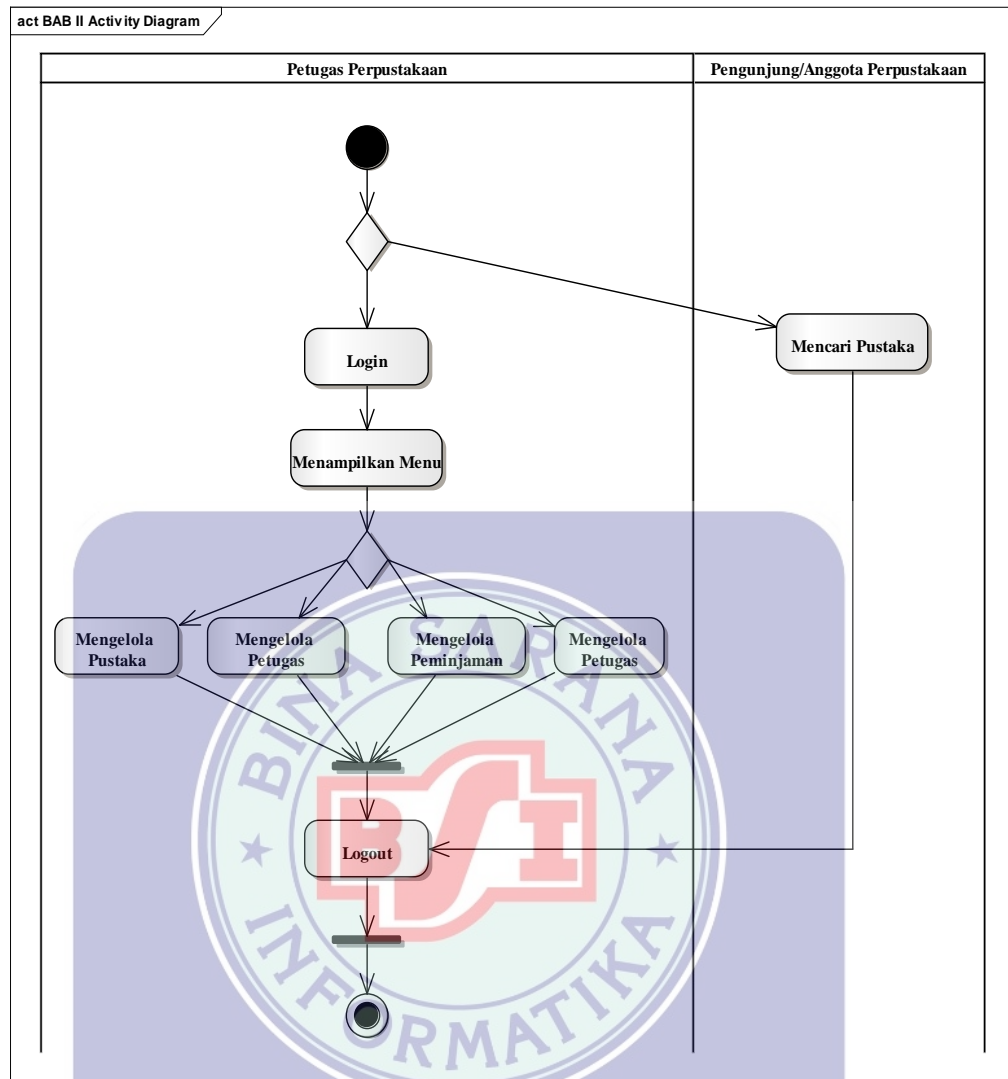 act BAB II Activity Diagram
Petugas Perpustakaan
Pengunjung/Anggota Perpustakaan
Login
Mencari Pustaka
Menampilkan Menu
Mengelola
Pustaka
Mengelola
Petugas
Mengelola
Peminjaman
Mengelola
Petugas
Logout
BINA SARANA
BSI
INFORMATIKA